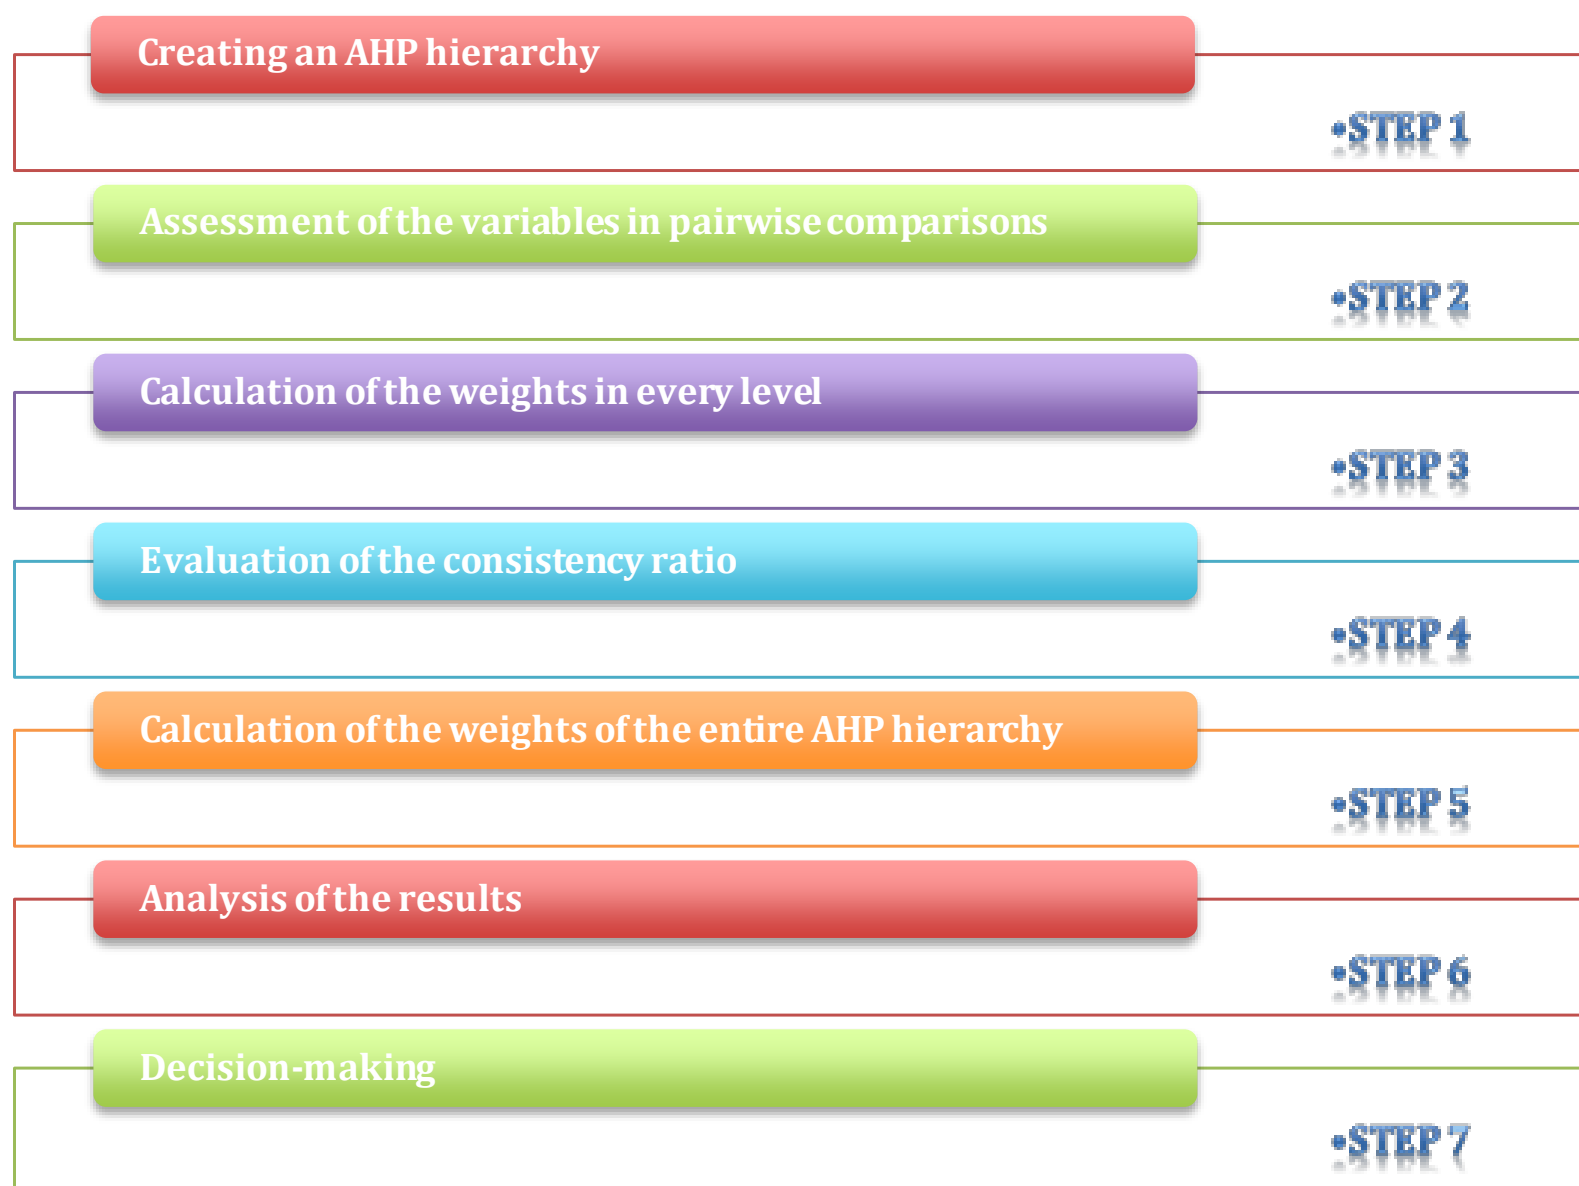 Creating an AHP hierarchy
•STEP 1
Assessment of the variables in pairwise comparisons
•STEP 2
Calculation of the weights in every level
•STEP 3
Evaluation of the consistency ratio
•STEP 4
Calculation of the weights of the entire AHP hierarchy
•STEP 5
Analysis of the results
•STEP 6
Decision-making
•STEP 7